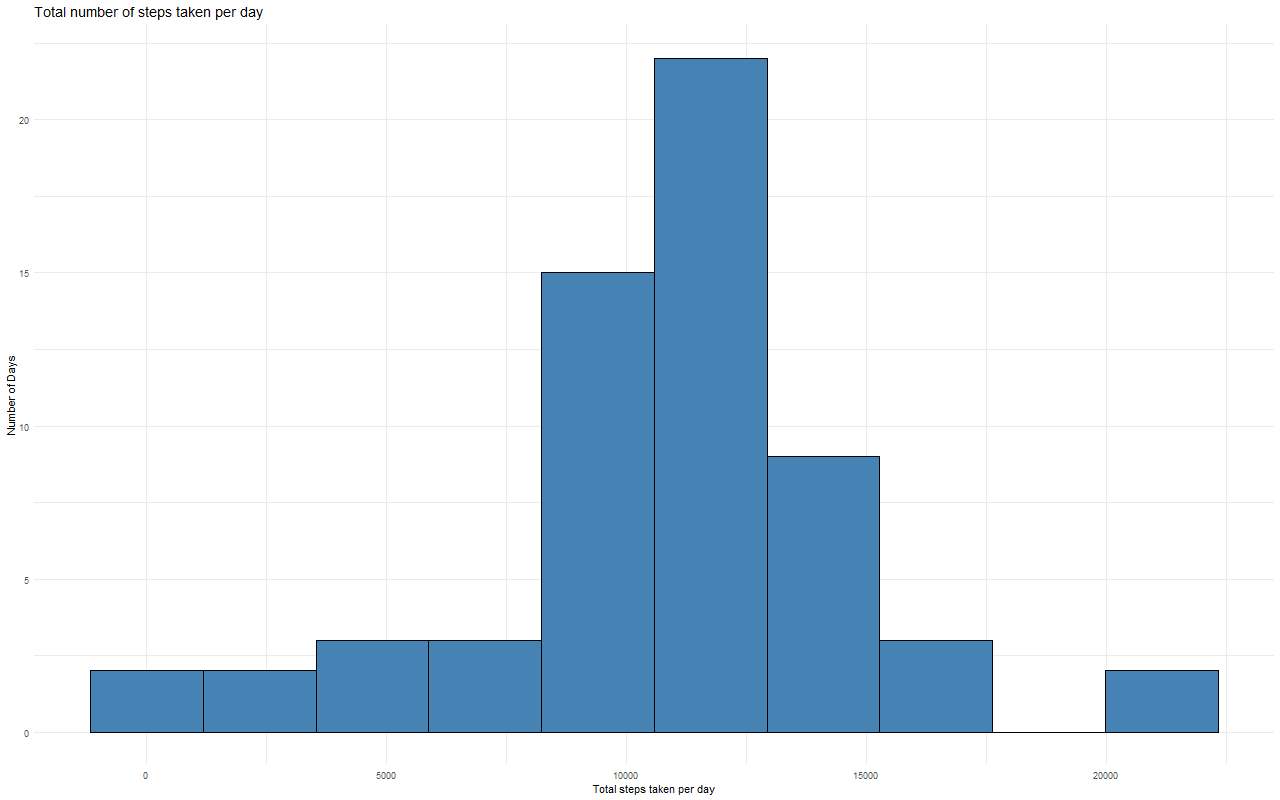 Total number of steps taken per day
20
15
10
5
0
Number of Days
0 5000 10000 15000 20000
Total steps taken per day